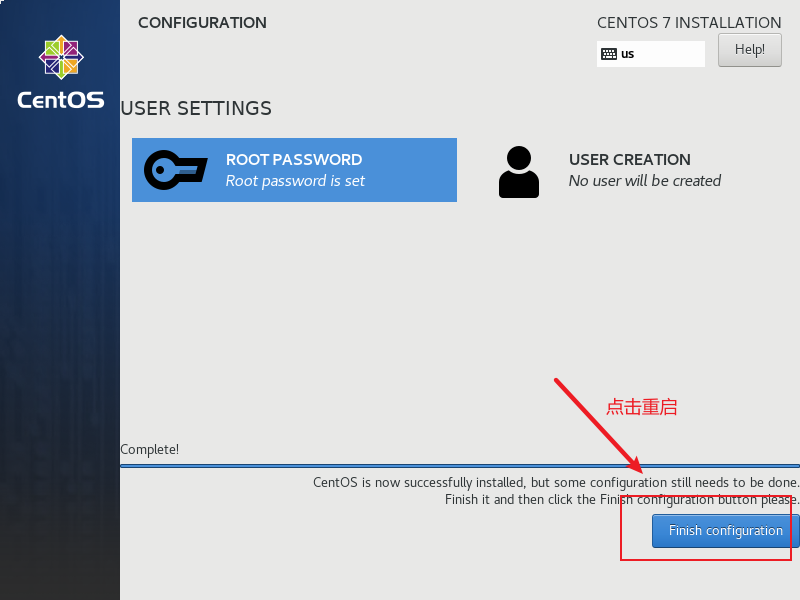 CONFIGURATION
CENTOS 7 INSTALLATION
us
Help!
CentOS
USER SETTINGS
ROOT PASSWORD
Root password is set
USER CREATION
No user will be created
点击重启
Complete!
CentOS is now successfully installed, but some configuration still needs to be done.
Finish it and then click the Finish configuration button please.
Finish configuration